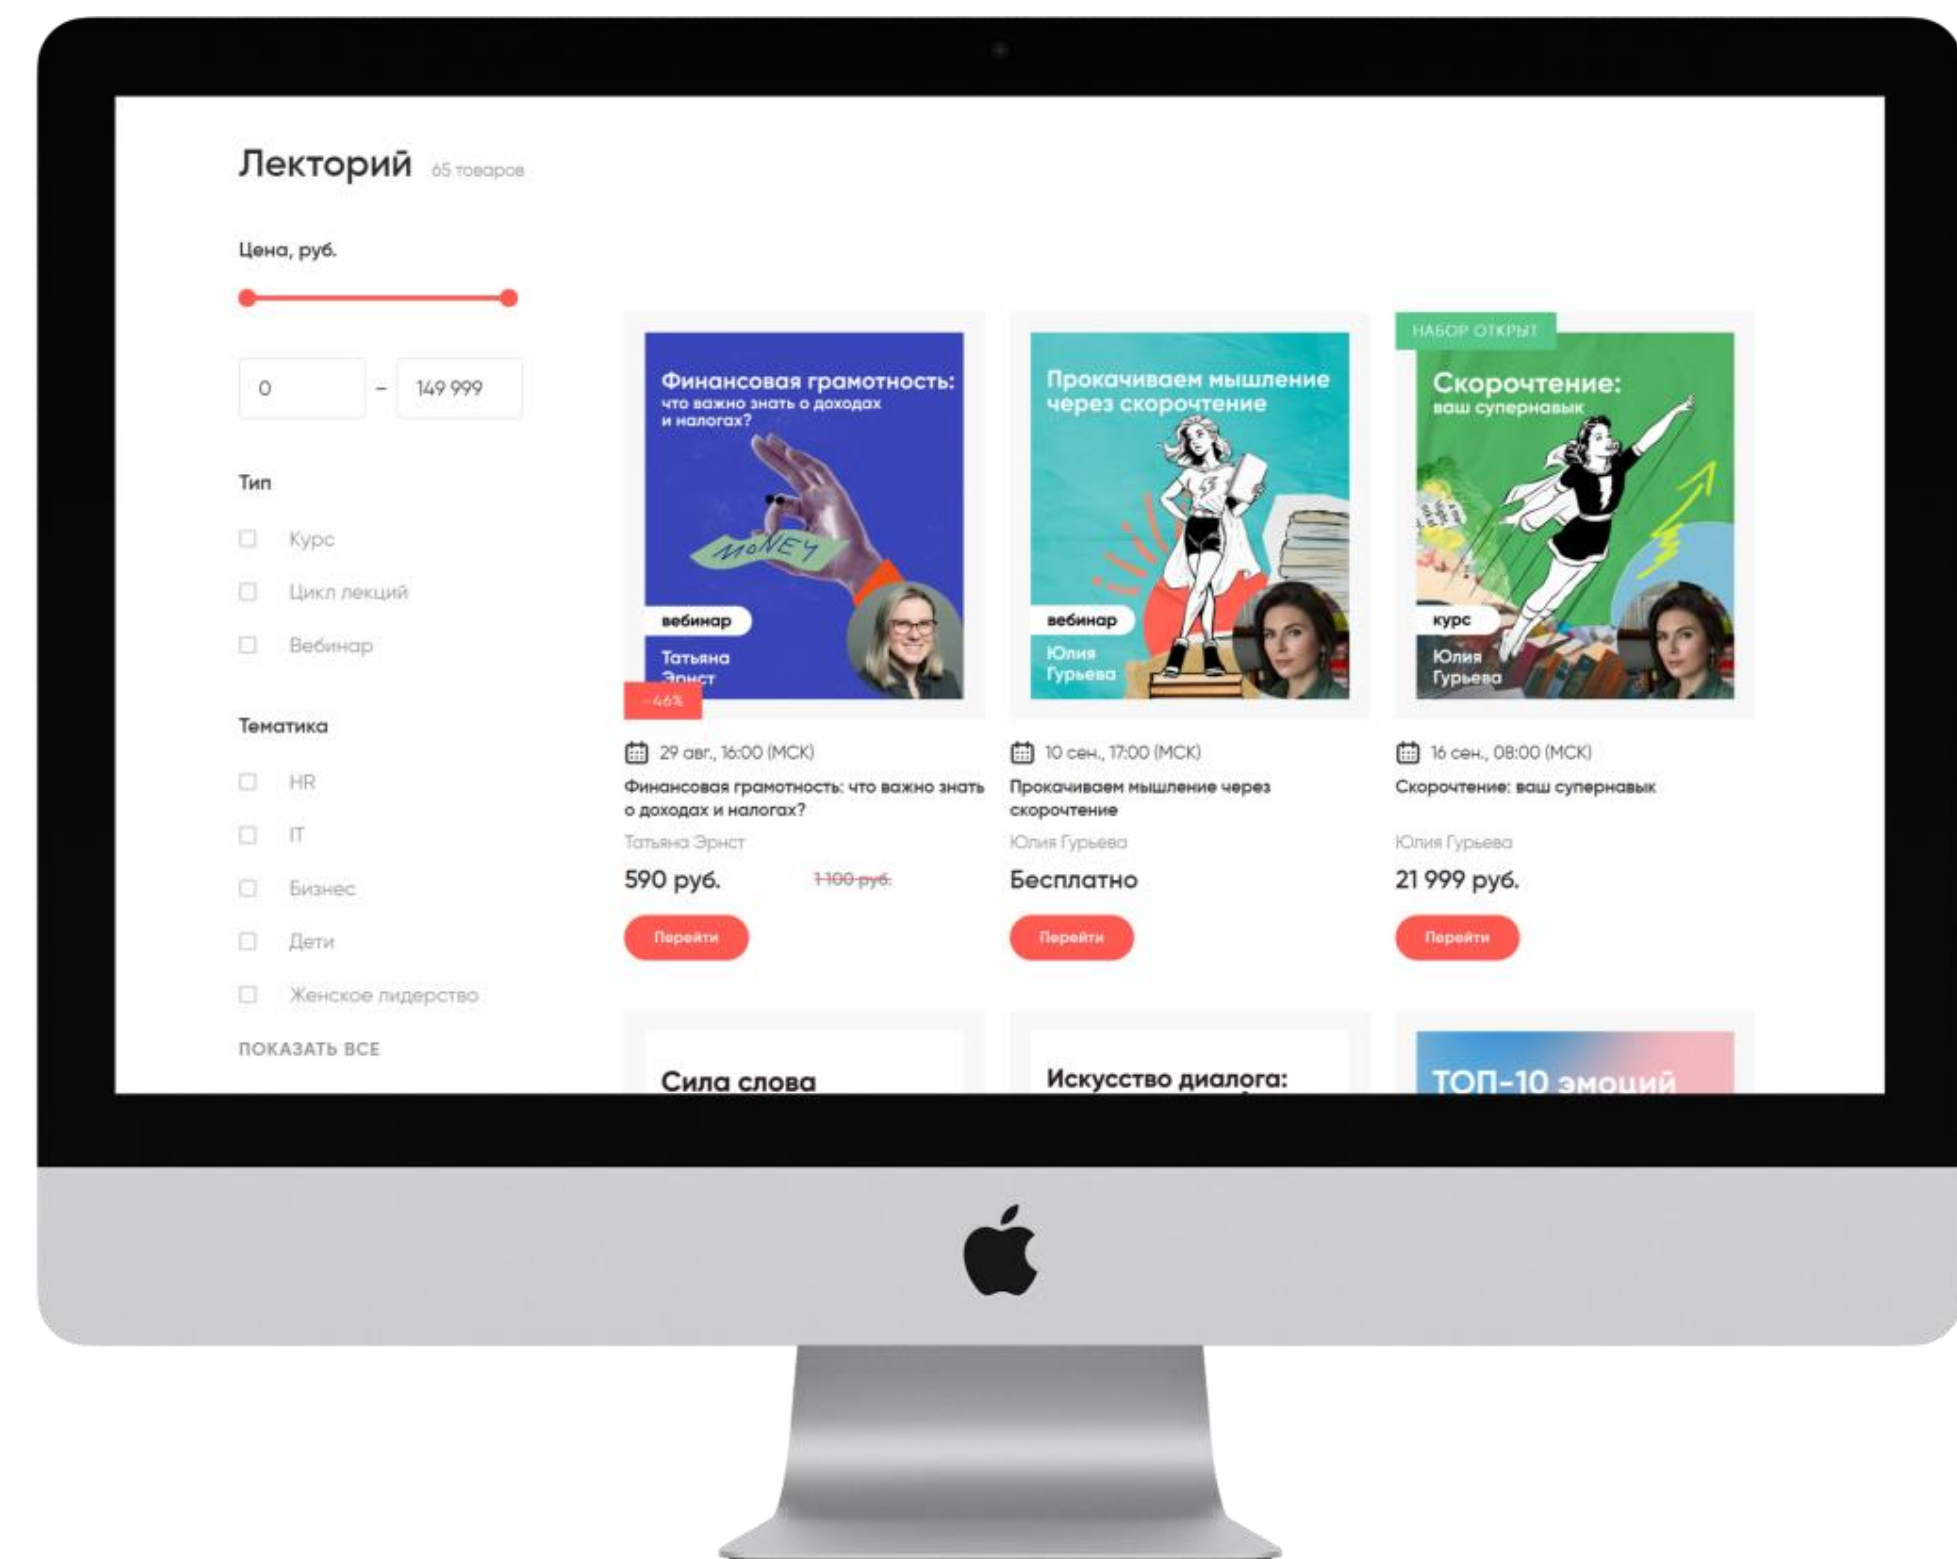 Лекторий 65 товаров
Цена, руб.
0 – 149 999
Тип
Курс
Цикл лекций
Вебинар
Тематика
HR
IT
Бизнес
Дети
Женское лидерство
ПОКАЗАТЬ ВСЕ
Финансовая грамотность:
что важно знать о доходах
и налогах?
MONEY
вебинар
Татьяна
Эрнст
-46%
29 авг., 16:00 (МСК)
Финансовая грамотность: что важно знать
о доходах и налогах?
Татьяна Эрнст
590 руб. 1 100 руб.
Перейти
Прокачиваем мышление
через скорочтение
вебинар
Юлия
Гурьева
10 сен., 17:00 (МСК)
Прокачиваем мышление через
скорочтение
Юлия Гурьева
Бесплатно
Перейти
НАБОР ОТКРЫТ
Скорочтение:
ваш супернавык
курс
Юлия
Гурьева
16 сен., 08:00 (МСК)
Скорочтение: ваш супернавык
Юлия Гурьева
21 999 руб.
Перейти
Сила слова
Искусство диалога:
ТОП-10 эмоций